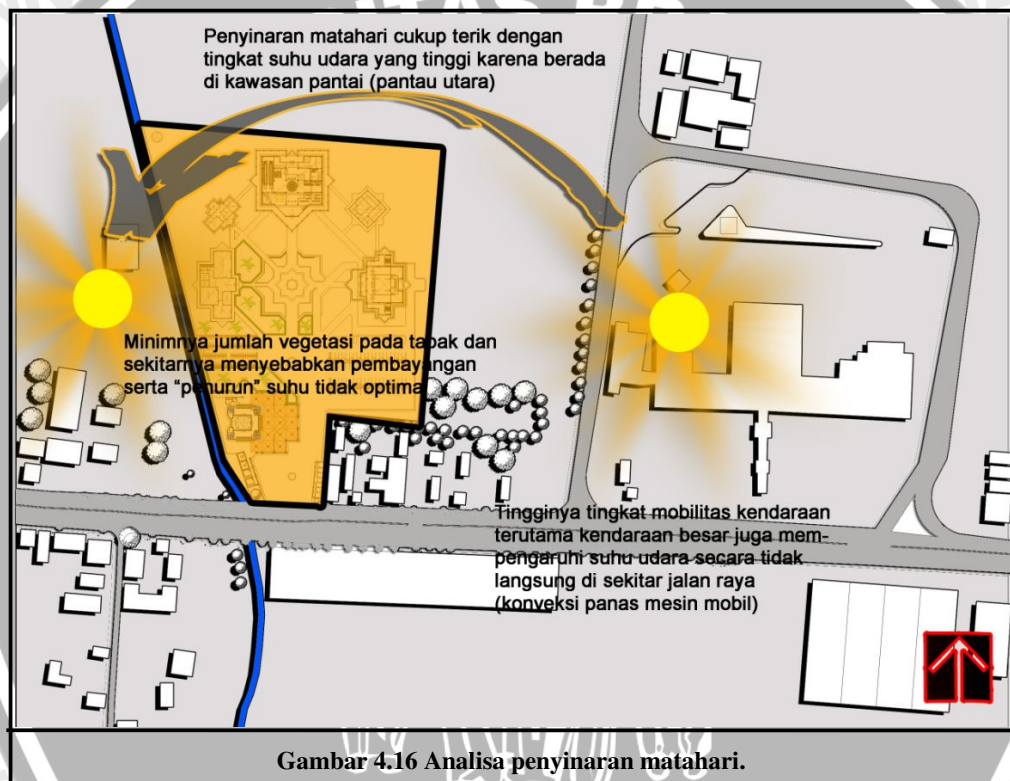 Penyinaran matahari cukup terik dengan
tingkat suhu udara yang tinggi karena berada
di kawasan pantai (pantau utara)
Minimnya jumlah vegetasi pada tapak dan
sekitarnya menyebabkan pembayangan
serta "penurun" suhu tidak optima
Tingginya tingkat mobilitas kendaraan
terutama kendaraan besar juga mem-
pengaruhi suhu udara secara tidak
langsung di sekitar jalan raya
(konveksi panas mesin mobil)
Gambar 4.16 Analisa penyinaran matahari.